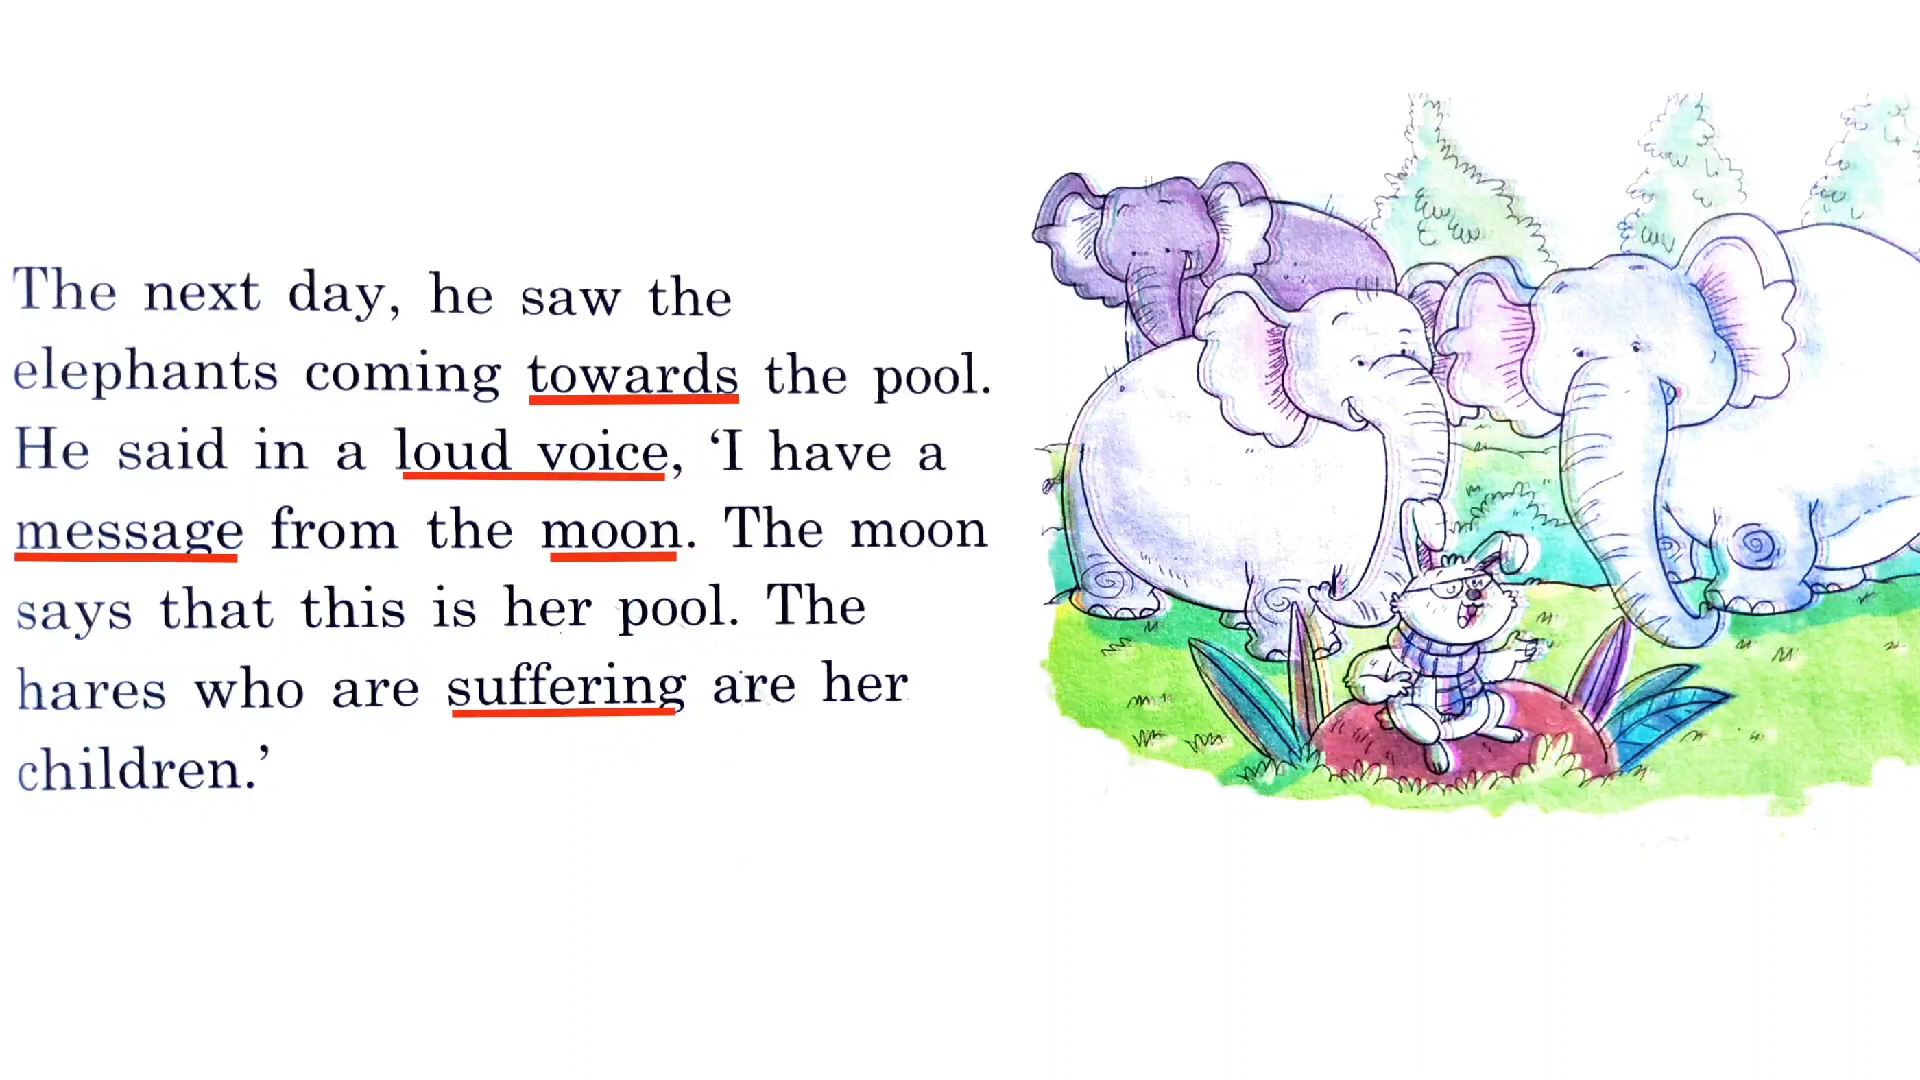 The next day, he saw the
elephants coming towards the pool.
He said in a loud voice, ‘I have a
message from the moon. The moon
says that this is her pool. The
hares who are suffering are her
children.’